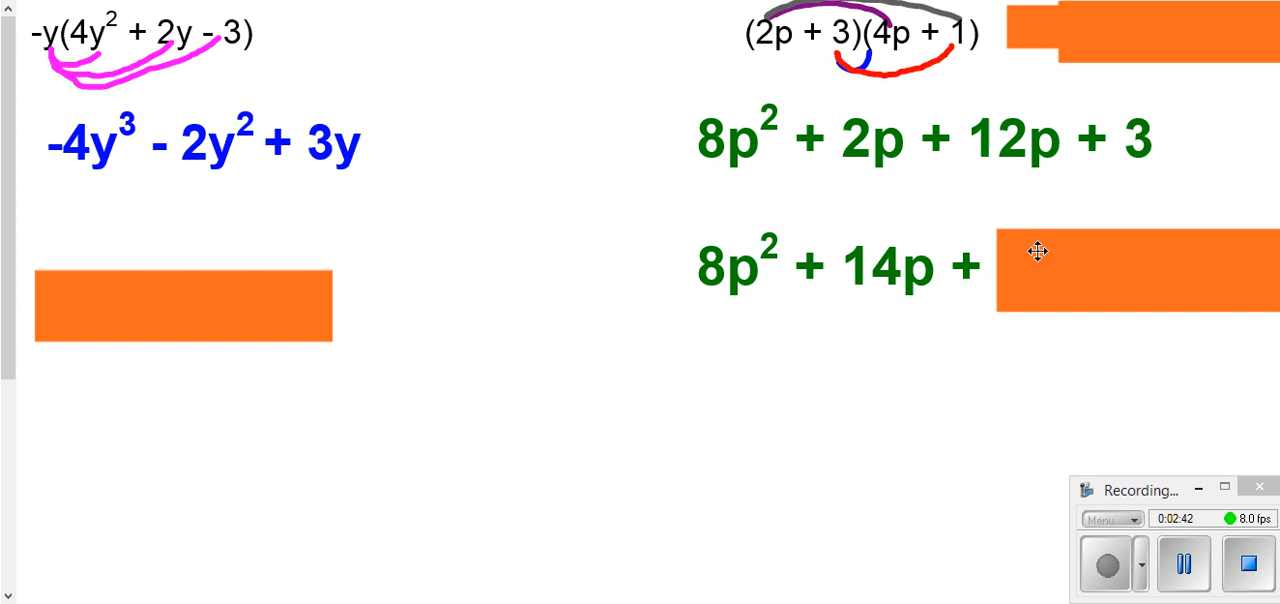 -y(4y² + 2y - 3)
-4y³ - 2y² + 3y
(2p + 3)(4p + 1)
8p² + 2p + 12p + 3
8p² + 14p +
Recording...
Menu
0:02:42
8.0 fps